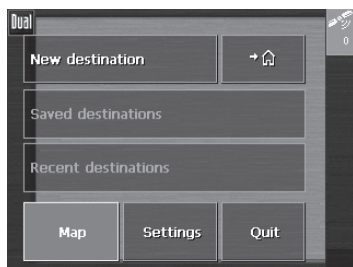 Dual
0
New destination
Saved destinations
Recent destinations
Map Settings Quit